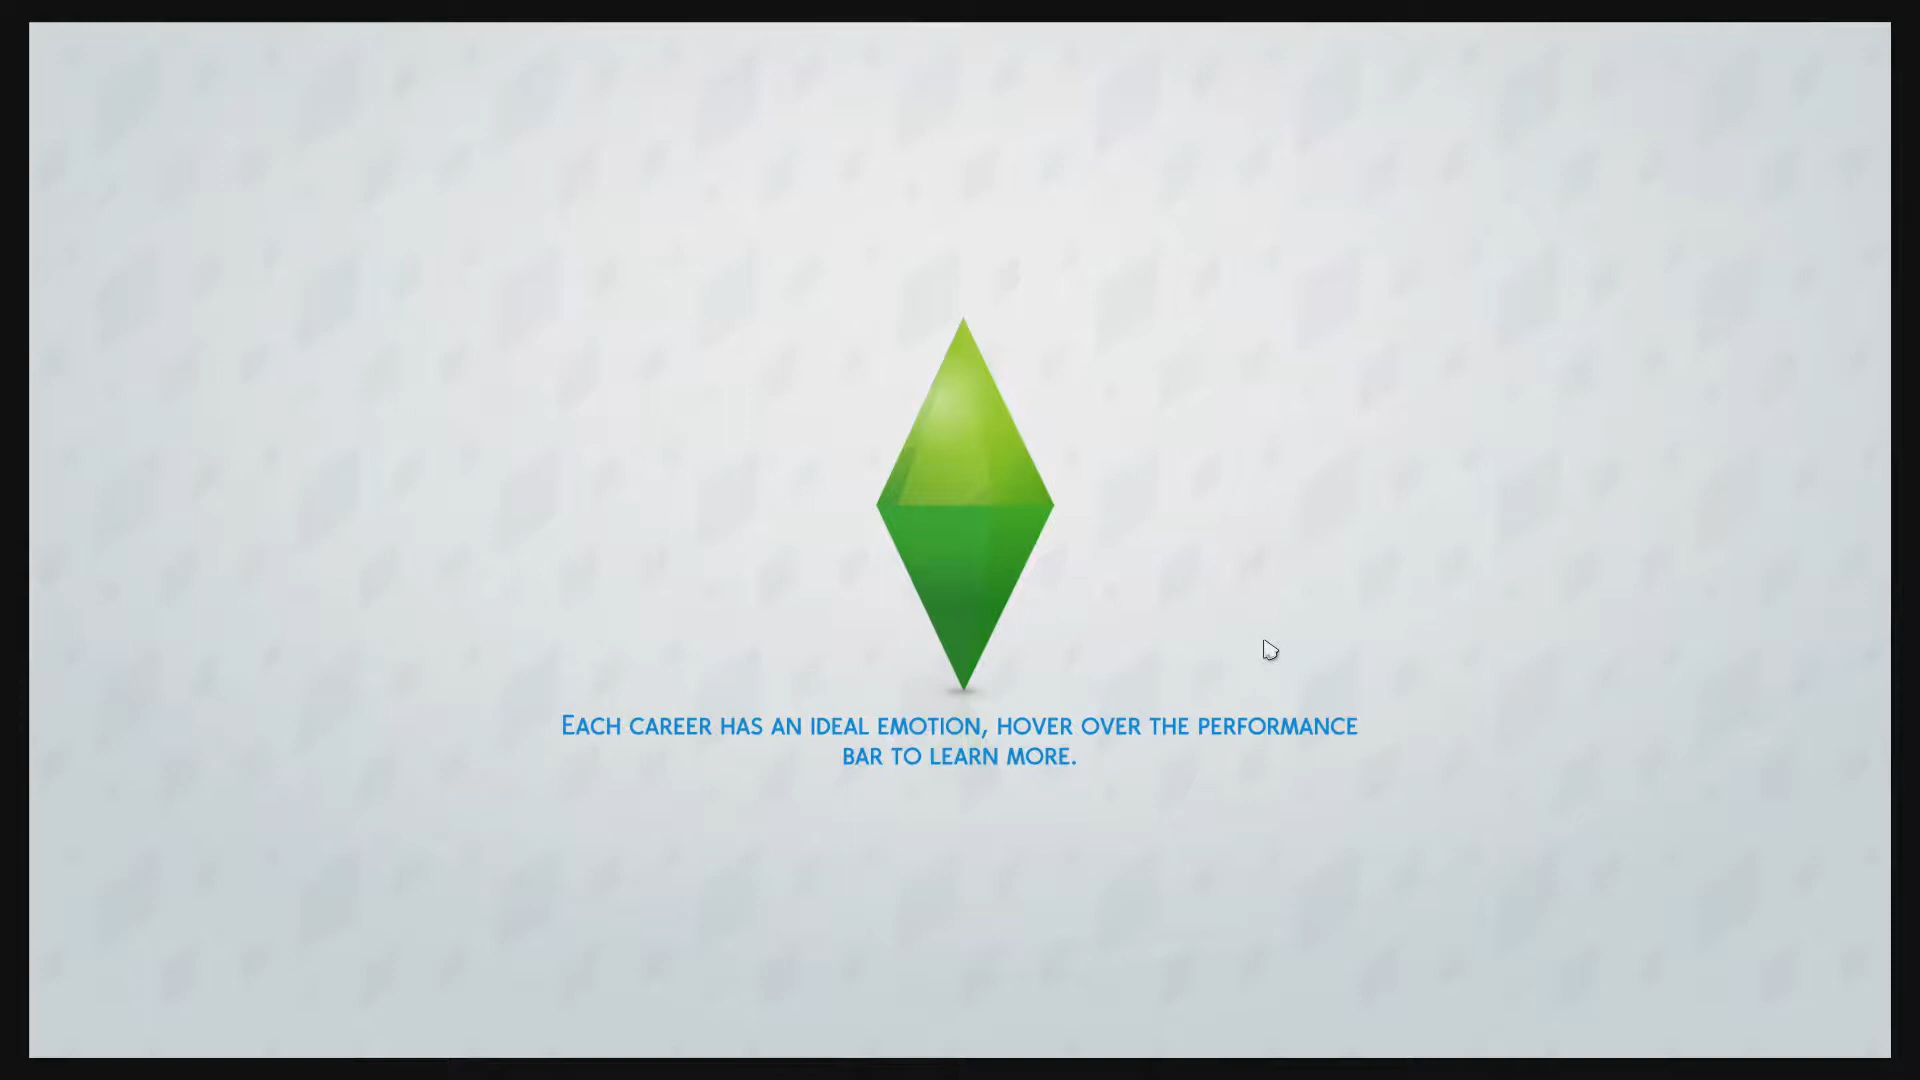 Each career has an ideal emotion, hover over the performance
bar to learn more.